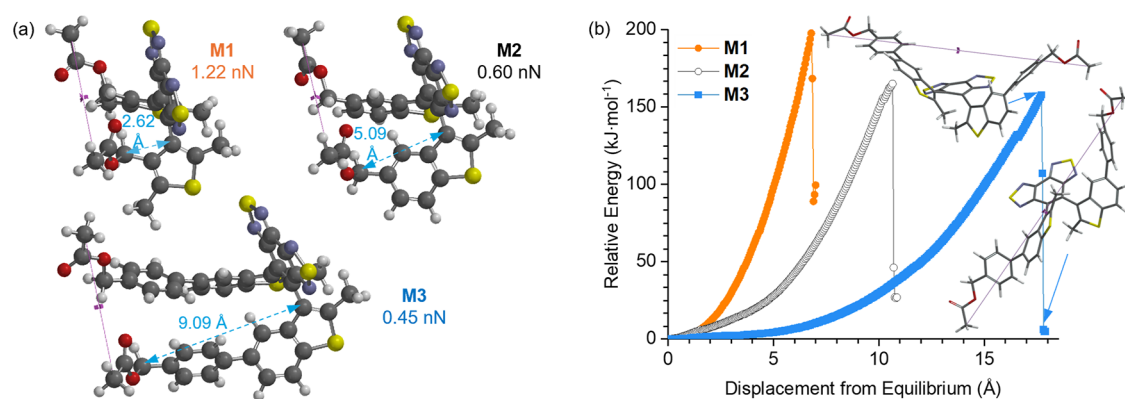 (a)
M1
1.22 nN
2.62
Å
M2
0.60 nN
5.09
Å
M3
0.45 nN
9.09 Å
(b)
M1
M2
M3
Relative Energy (kJ·mol⁻¹)
200
150
100
50
0
0 5 10 15
Displacement from Equilibrium (Å)